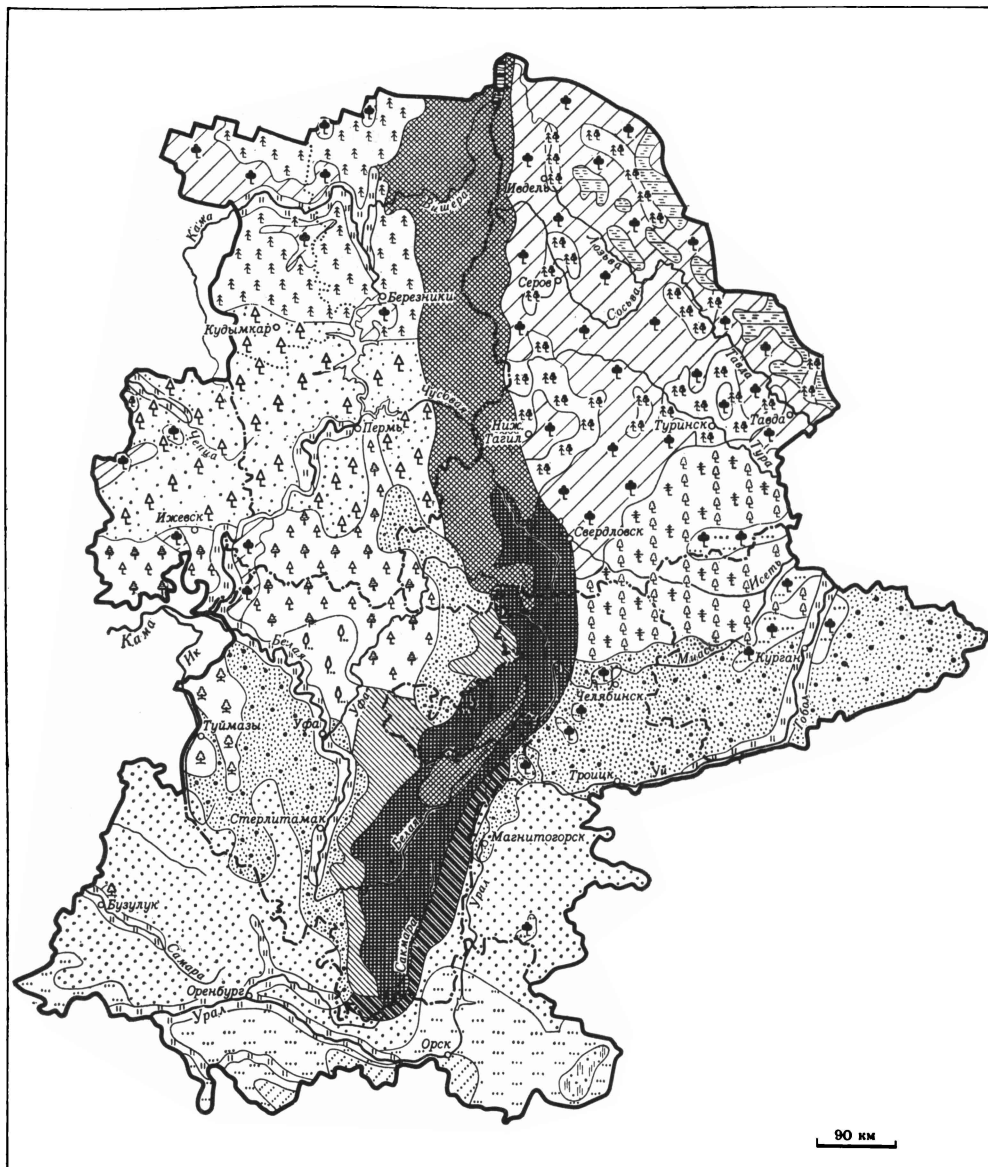 Вишера
Ивдель
Кама
Лозьва
Серов
Сосьва
Березники
Кудымкар
Тавда
Чусовая
Пермь
Ниж.
Тагил
Туринск
Тавда
Тура
Чепца
Ижевск
Свердловск
Исеть
Кама
Белая
Ик
Миасс
Курган
Челябинск
Уфа
Уфа
Туймазы
Тобол
Троицк
Уй
Стерлитамак
Зелаг
Магнитогорск
Урал
Бузулук
Сакмара
Самара
Оренбург
Урал
Орск
90 км